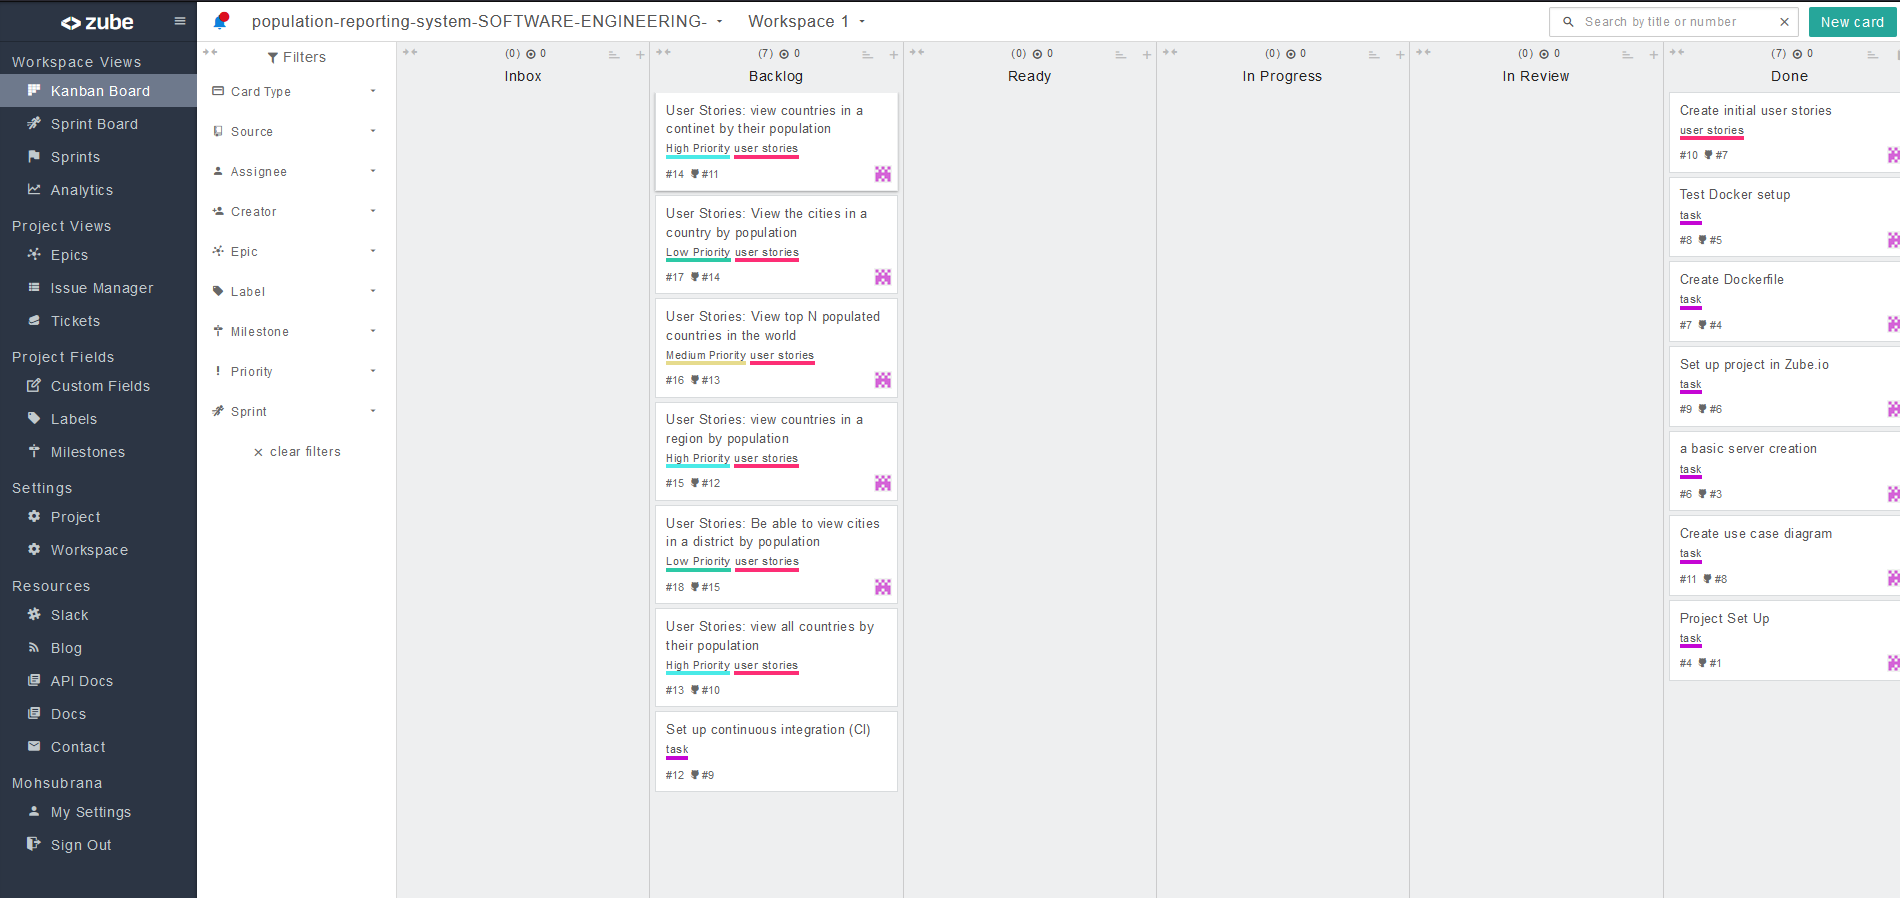 zube
population-reporting-system-SOFTWARE-ENGINEERING-
Workspace 1
Search by title or number
New card
Workspace Views
Kanban Board
Sprint Board
Sprints
Analytics
Project Views
Epics
Issue Manager
Tickets
Project Fields
Custom Fields
Labels
Milestones
Settings
Project
Workspace
Resources
Slack
Blog
API Docs
Docs
Contact
Mohsubrana
My Settings
Sign Out
Filters
Card Type
Source
Assignee
Creator
Epic
Label
Milestone
Priority
Sprint
clear filters
(0) 0
Inbox
(7) 0
Backlog
User Stories: view countries in a
continet by their population
High Priority user stories
#14 #11
User Stories: View the cities in a
country by population
Low Priority user stories
#17 #14
User Stories: View top N populated
countries in the world
Medium Priority user stories
#16 #13
User Stories: view countries in a
region by population
High Priority user stories
#15 #12
User Stories: Be able to view cities
in a district by population
Low Priority user stories
#18 #15
User Stories: view all countries by
their population
High Priority user stories
#13 #10
Set up continuous integration (CI)
task
#12 #9
(0) 0
Ready
(0) 0
In Progress
(0) 0
In Review
(7) 0
Done
Create initial user stories
user stories
#10 #7
Test Docker setup
task
#8 #5
Create Dockerfile
task
#7 #4
Set up project in Zube.io
task
#9 #6
a basic server creation
task
#6 #3
Create use case diagram
task
#11 #8
Project Set Up
task
#4 #1